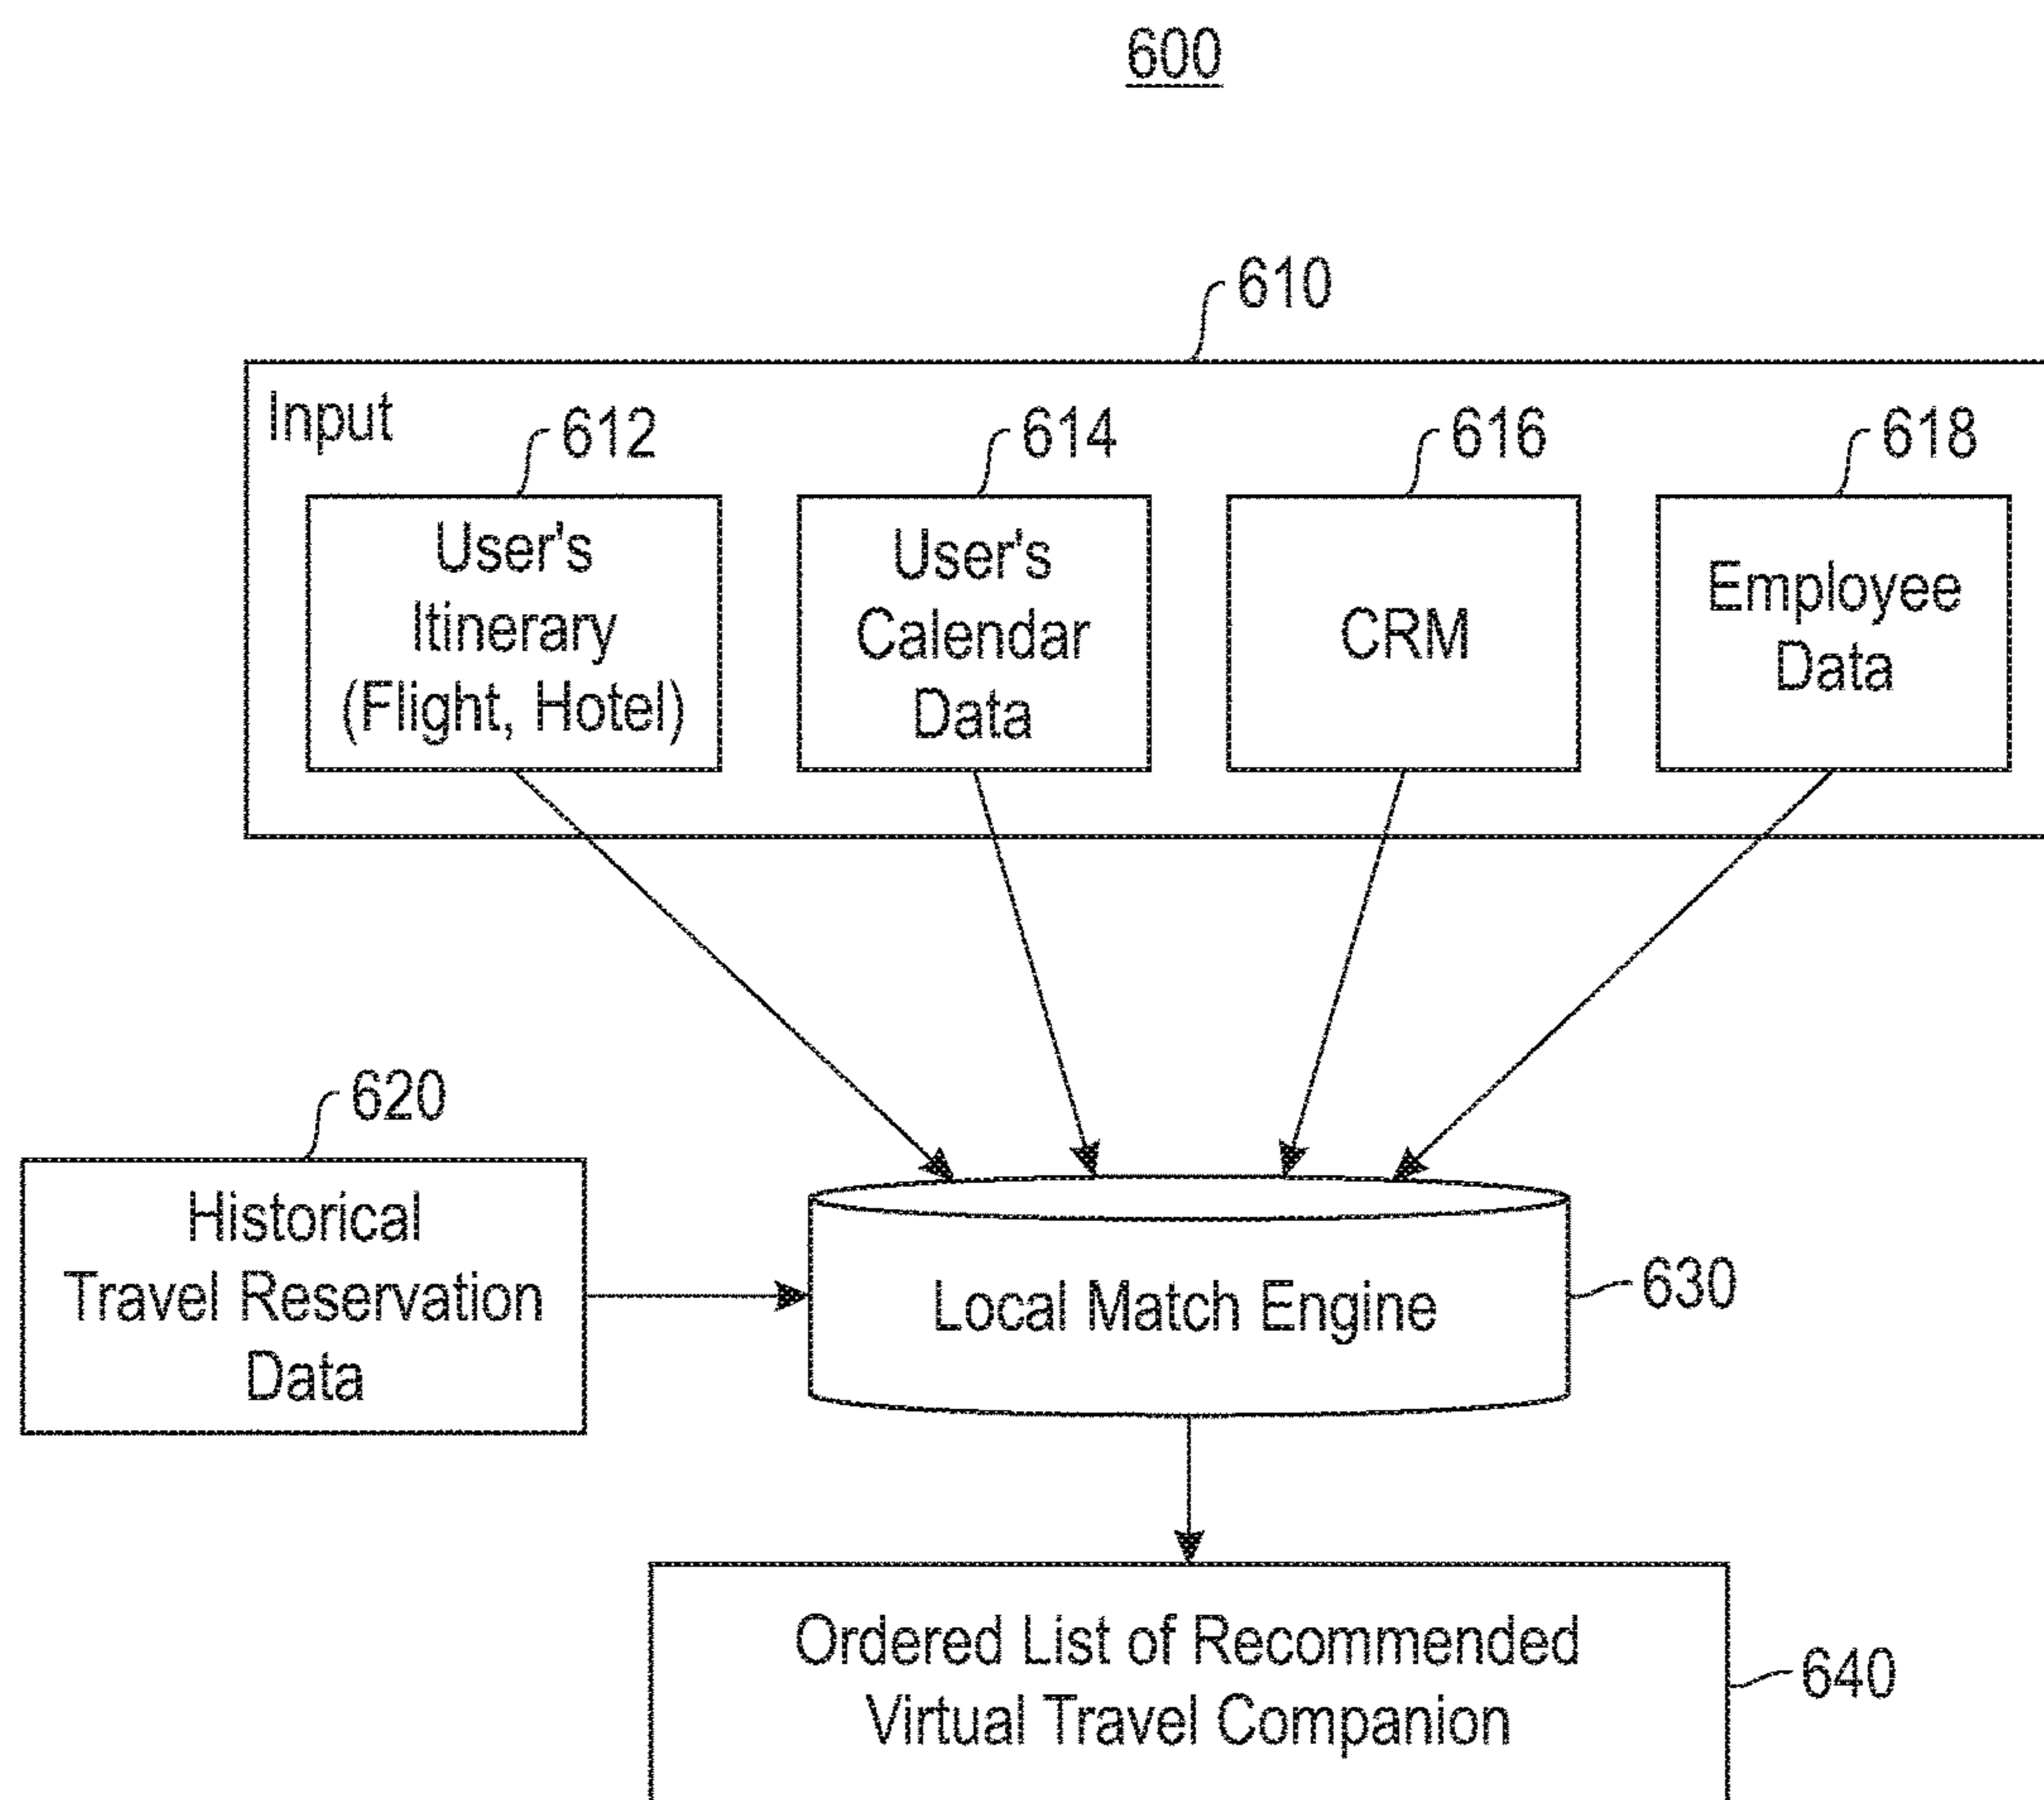 600
610
Input
612
614
616
618
User's
Itinerary
(Flight, Hotel)
User's
Calendar
Data
CRM
Employee
Data
620
Historical
Travel Reservation
Data
Local Match Engine
630
Ordered List of Recommended
Virtual Travel Companion
640